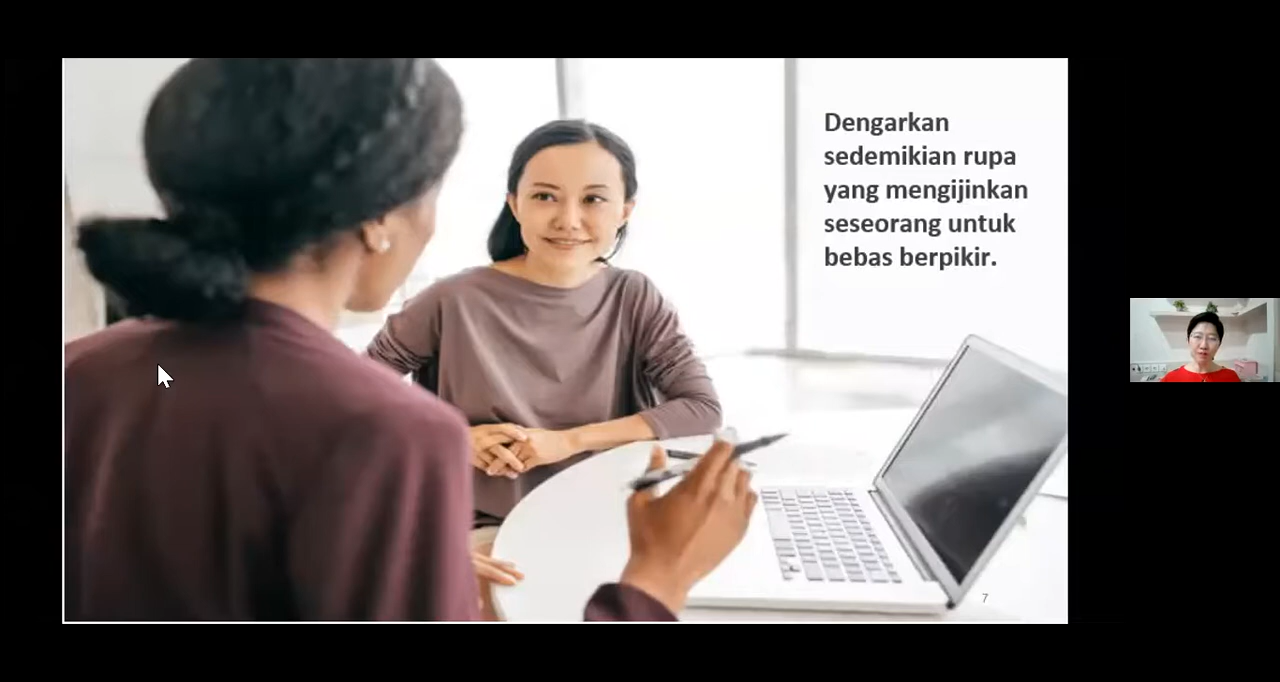 Dengarkan
sedemikian rupa
yang mengijinkan
seseorang untuk
bebas berpikir.
7